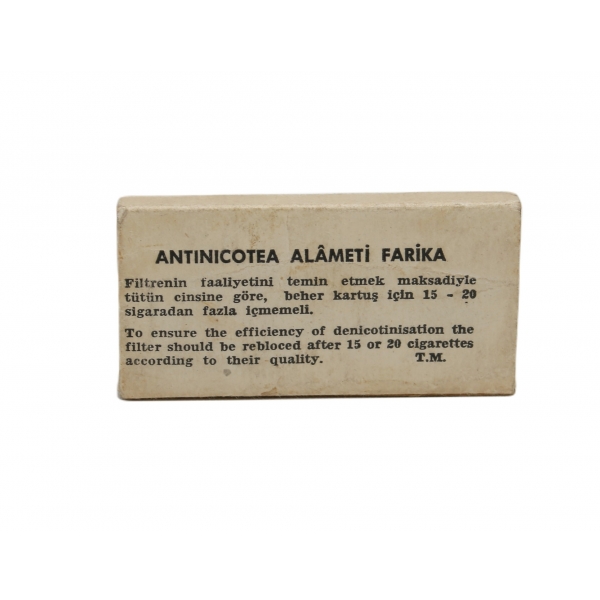 ANTINICOTEA ALÂMETİ FARİKA
Filtrenin faaliyetini temin etmek maksadiyle
tütün cinsine göre, beher kartuş için 15 - 20
sigaradan fazla içmemeli.
To ensure the efficiency of denicotinisation the
filter should be rebloced after 15 or 20 cigarettes
according to their quality. T.M.